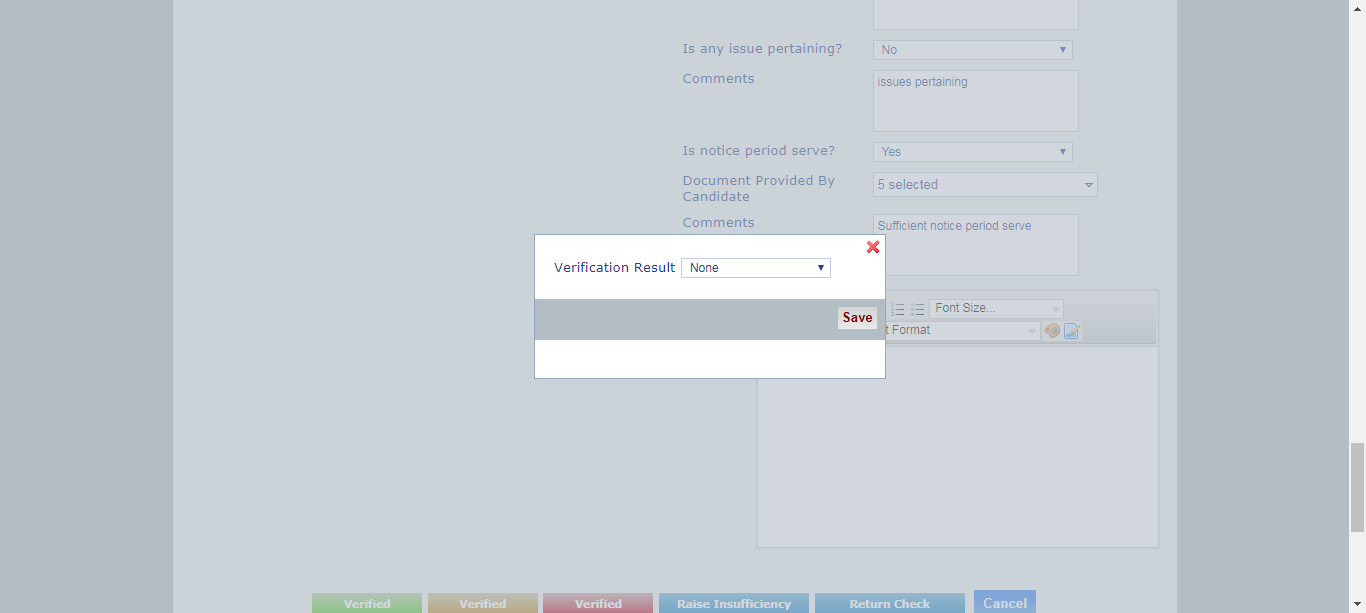 Is any issue pertaining? No
Comments issues pertaining
Is notice period serve? Yes
Document Provided By
Candidate
5 selected
Comments Sufficient notice period serve
Verification Result None
Save
Font Size...
t Format
Verified Verified Verified Raise Insufficiency Return Check Cancel